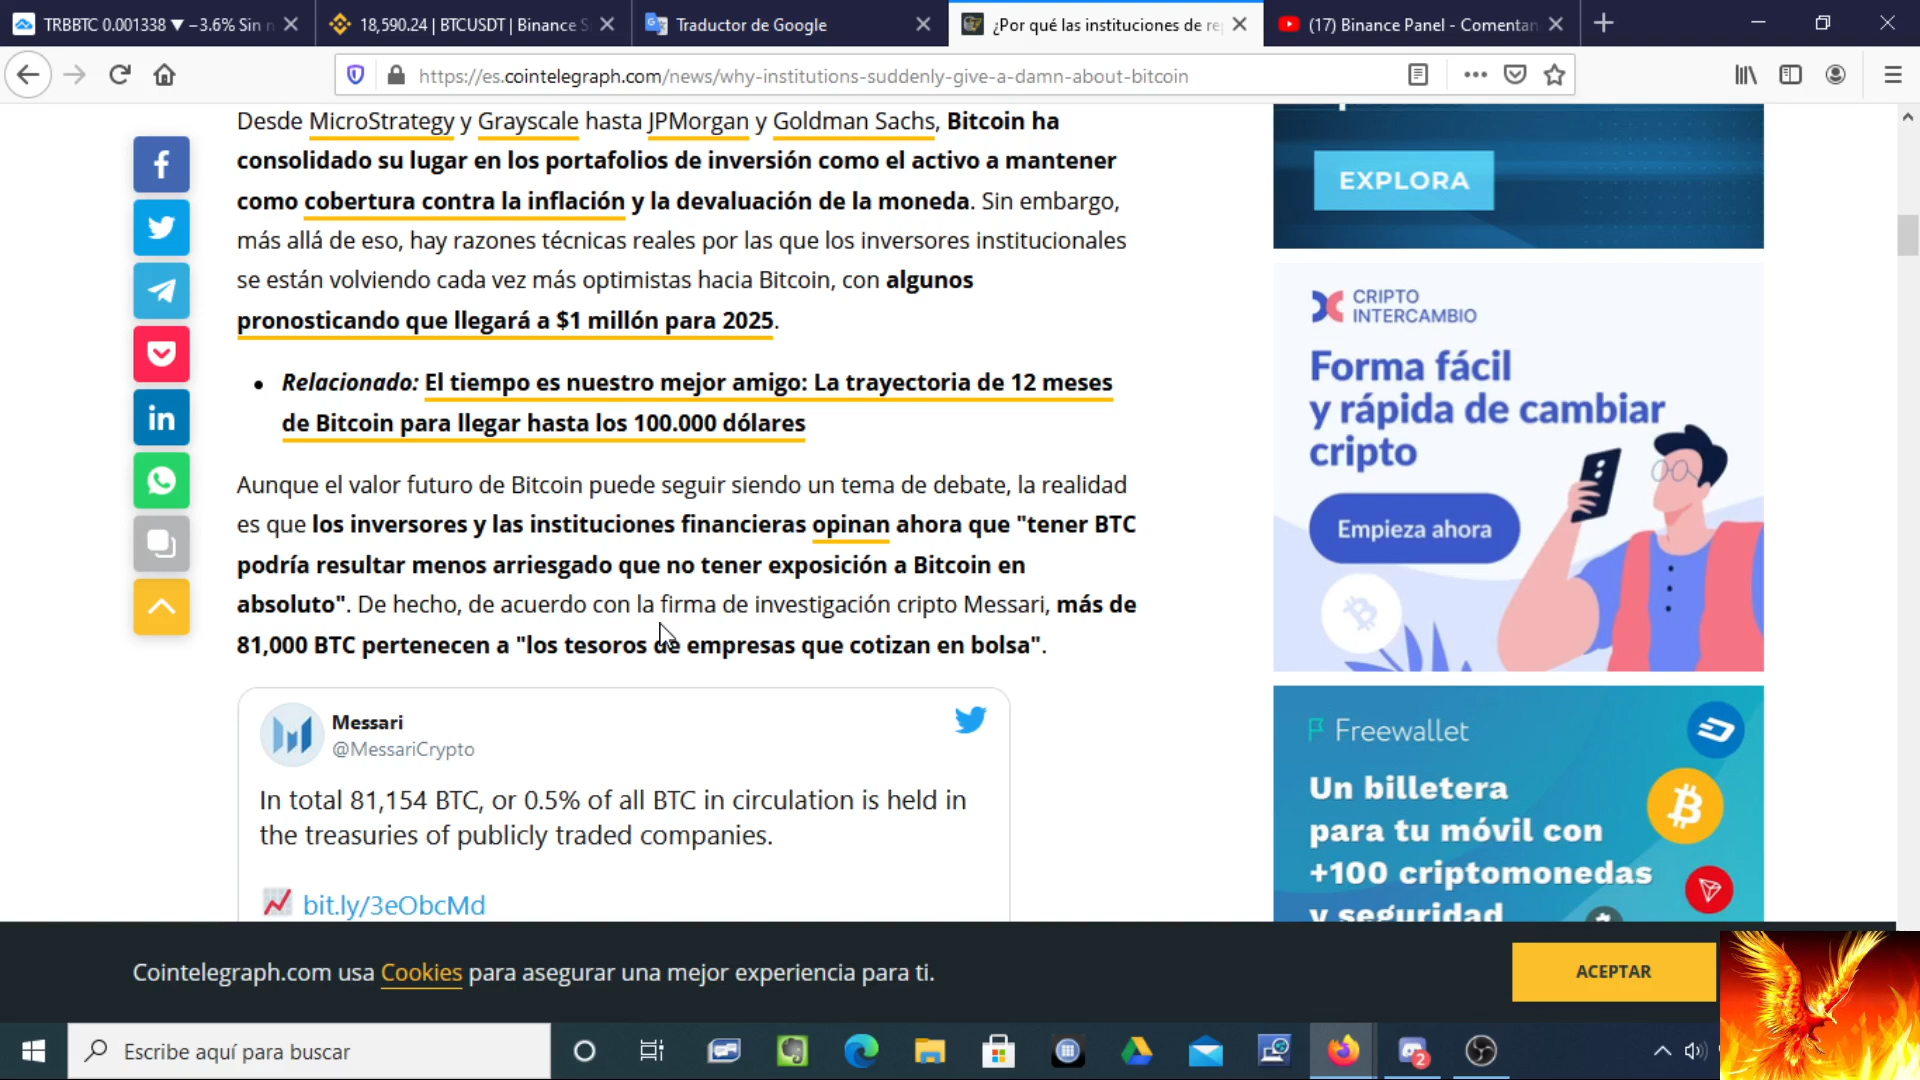 TRBBTC 0.001338 ▼ −3.6% Sin n
18,590.24 | BTCUSDT | Binance S
Traductor de Google
¿Por qué las instituciones de re
(17) Binance Panel - Comentan
https://es.cointelegraph.com/news/why-institutions-suddenly-give-a-damn-about-bitcoin
Desde MicroStrategy y Grayscale hasta JPMorgan y Goldman Sachs, Bitcoin ha
consolidado su lugar en los portafolios de inversión como el activo a mantener
como cobertura contra la inflación y la devaluación de la moneda. Sin embargo,
más allá de eso, hay razones técnicas reales por las que los inversores institucionales
se están volviendo cada vez más optimistas hacia Bitcoin, con algunos
pronosticando que llegará a $1 millón para 2025.
• Relacionado: El tiempo es nuestro mejor amigo: La trayectoria de 12 meses
de Bitcoin para llegar hasta los 100.000 dólares
Aunque el valor futuro de Bitcoin puede seguir siendo un tema de debate, la realidad
es que los inversores y las instituciones financieras opinan ahora que "tener BTC
podría resultar menos arriesgado que no tener exposición a Bitcoin en
absoluto". De hecho, de acuerdo con la firma de investigación cripto Messari, más de
81,000 BTC pertenecen a "los tesoros de empresas que cotizan en bolsa".
Messari
@MessariCrypto
In total 81,154 BTC, or 0.5% of all BTC in circulation is held in
the treasuries of publicly traded companies.
bit.ly/3eObcMd
EXPLORA
CRIPTO
INTERCAMBIO
Forma fácil
y rápida de cambiar
cripto
Empieza ahora
Freewallet
Un billetera
para tu móvil con
+100 criptomonedas
y seguridad
Cointelegraph.com usa Cookies para asegurar una mejor experiencia para ti.
ACEPTAR
Escribe aquí para buscar
2